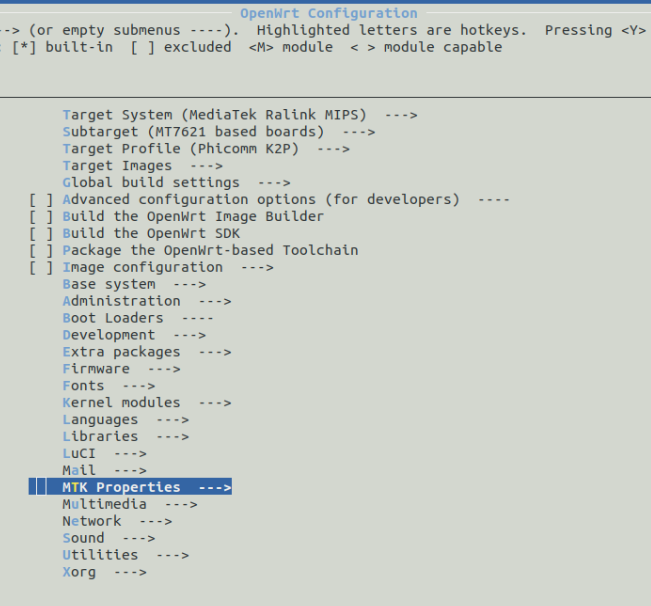 OpenWrt Configuration
--> (or empty submenus ----).  Highlighted letters are hotkeys.  Pressing <Y>
: [*] built-in  [ ] excluded  <M> module  < > module capable
Target System (MediaTek Ralink MIPS)  --->
Subtarget (MT7621 based boards)  --->
Target Profile (Phicomm K2P)  --->
Target Images  --->
Global build settings  --->
[ ] Advanced configuration options (for developers)  ----
[ ] Build the OpenWrt Image Builder
[ ] Build the OpenWrt SDK
[ ] Package the OpenWrt-based Toolchain
[ ] Image configuration  --->
Base system  --->
Administration  --->
Boot Loaders  ----
Development  --->
Extra packages  --->
Firmware  --->
Fonts  --->
Kernel modules  --->
Languages  --->
Libraries  --->
LuCI  --->
Mail  --->
MTK Properties  --->
Multimedia  --->
Network  --->
Sound  --->
Utilities  --->
Xorg  --->